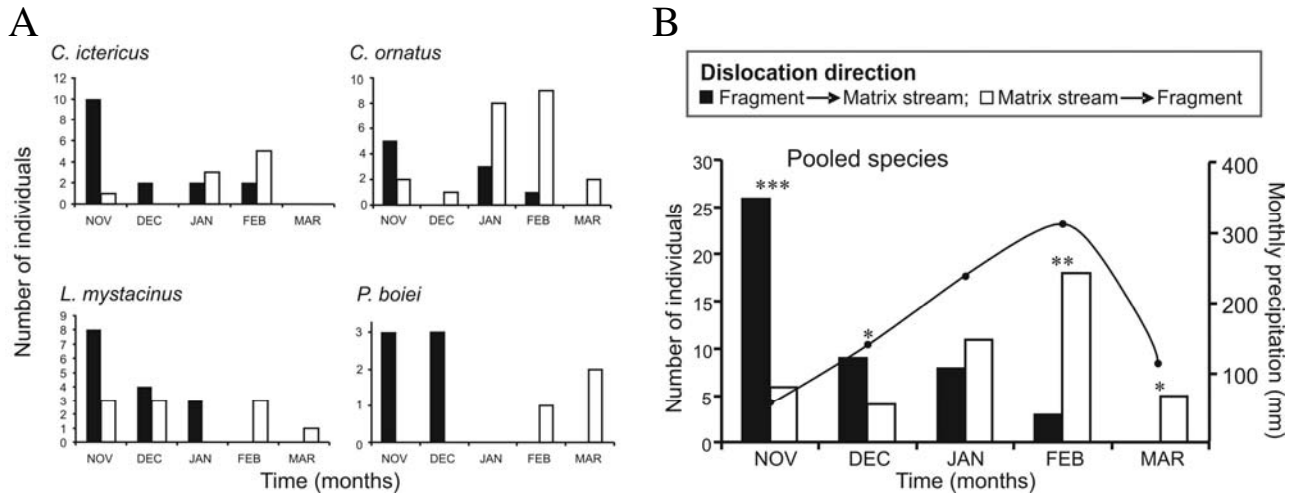 A
C. ictericus
Number of individuals
12
10
8
6
4
2
0
NOV DEC JAN FEB MAR
C. ornatus
10
8
6
4
2
0
NOV DEC JAN FEB MAR
L. mystacinus
9
8
7
6
5
4
3
2
1
0
NOV DEC JAN FEB MAR
P. boiei
3
2
1
0
NOV DEC JAN FEB MAR
Time (months)
B
Dislocation direction
Fragment → Matrix stream; Matrix stream → Fragment
Pooled species
Number of individuals
30
25
20
15
10
5
0
***
*
**
*
400
300
200
100
Monthly precipitation (mm)
NOV DEC JAN FEB MAR
Time (months)